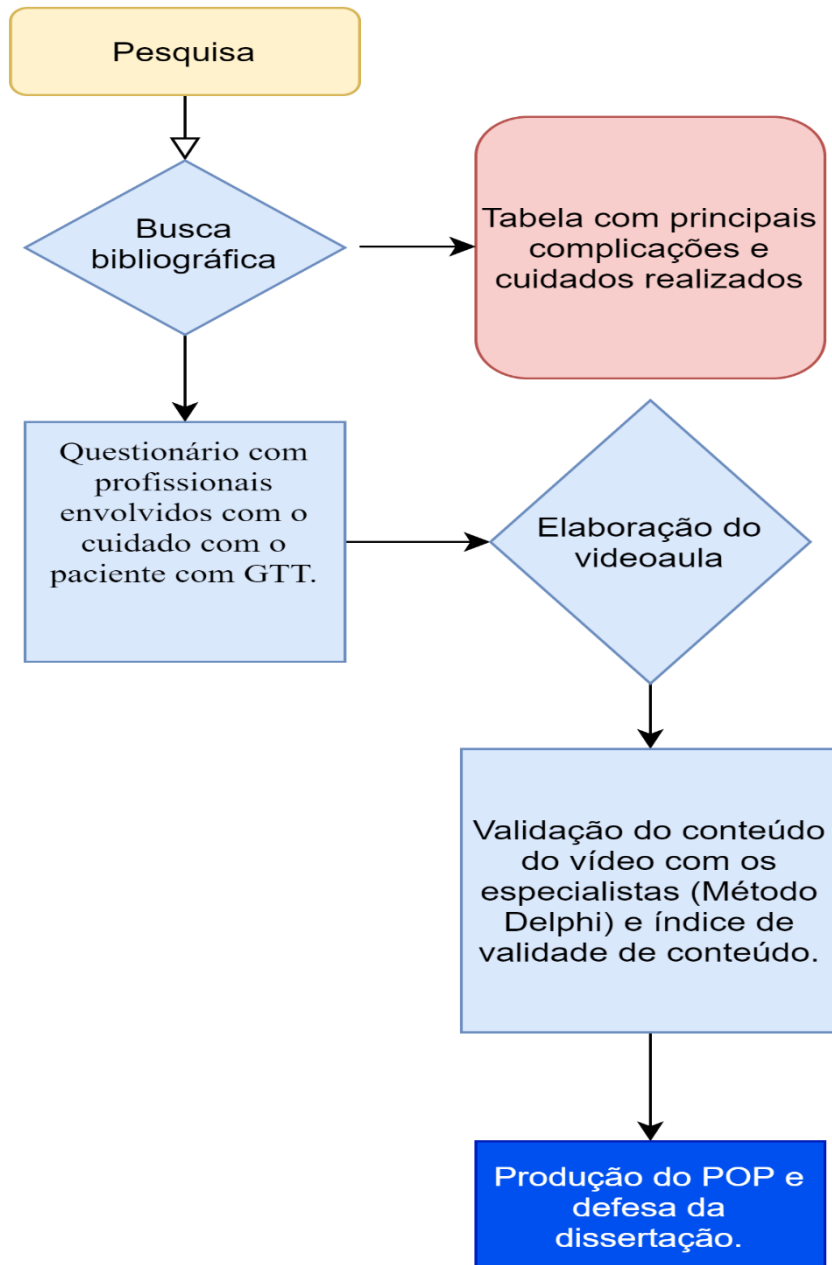 Pesquisa
Busca
bibliográfica
Tabela com principais
complicações e
cuidados realizados
Questionário com
profissionais
envolvidos com o
cuidado com o
paciente com GTT.
Elaboração do
videoaula
Validação do conteúdo
do vídeo com os
especialistas (Método
Delphi) e índice de
validade de conteúdo.
Produção do POP e
defesa da
dissertação.